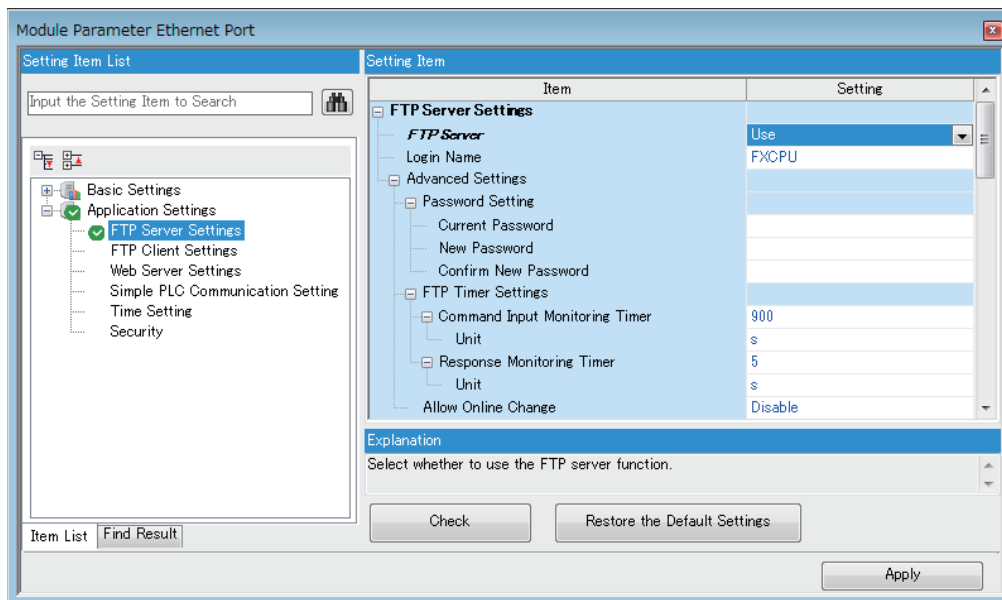 Module Parameter Ethernet Port
Setting Item List
Input the Setting Item to Search
Basic Settings
Application Settings
FTP Server Settings
FTP Client Settings
Web Server Settings
Simple PLC Communication Setting
Time Setting
Security
Item List Find Result
Setting Item
Item Setting
FTP Server Settings
FTP Server Use
Login Name FXCPU
Advanced Settings
Password Setting
Current Password
New Password
Confirm New Password
FTP Timer Settings
Command Input Monitoring Timer 900
Unit s
Response Monitoring Timer 5
Unit s
Allow Online Change Disable
Explanation
Select whether to use the FTP server function.
Check Restore the Default Settings
Apply